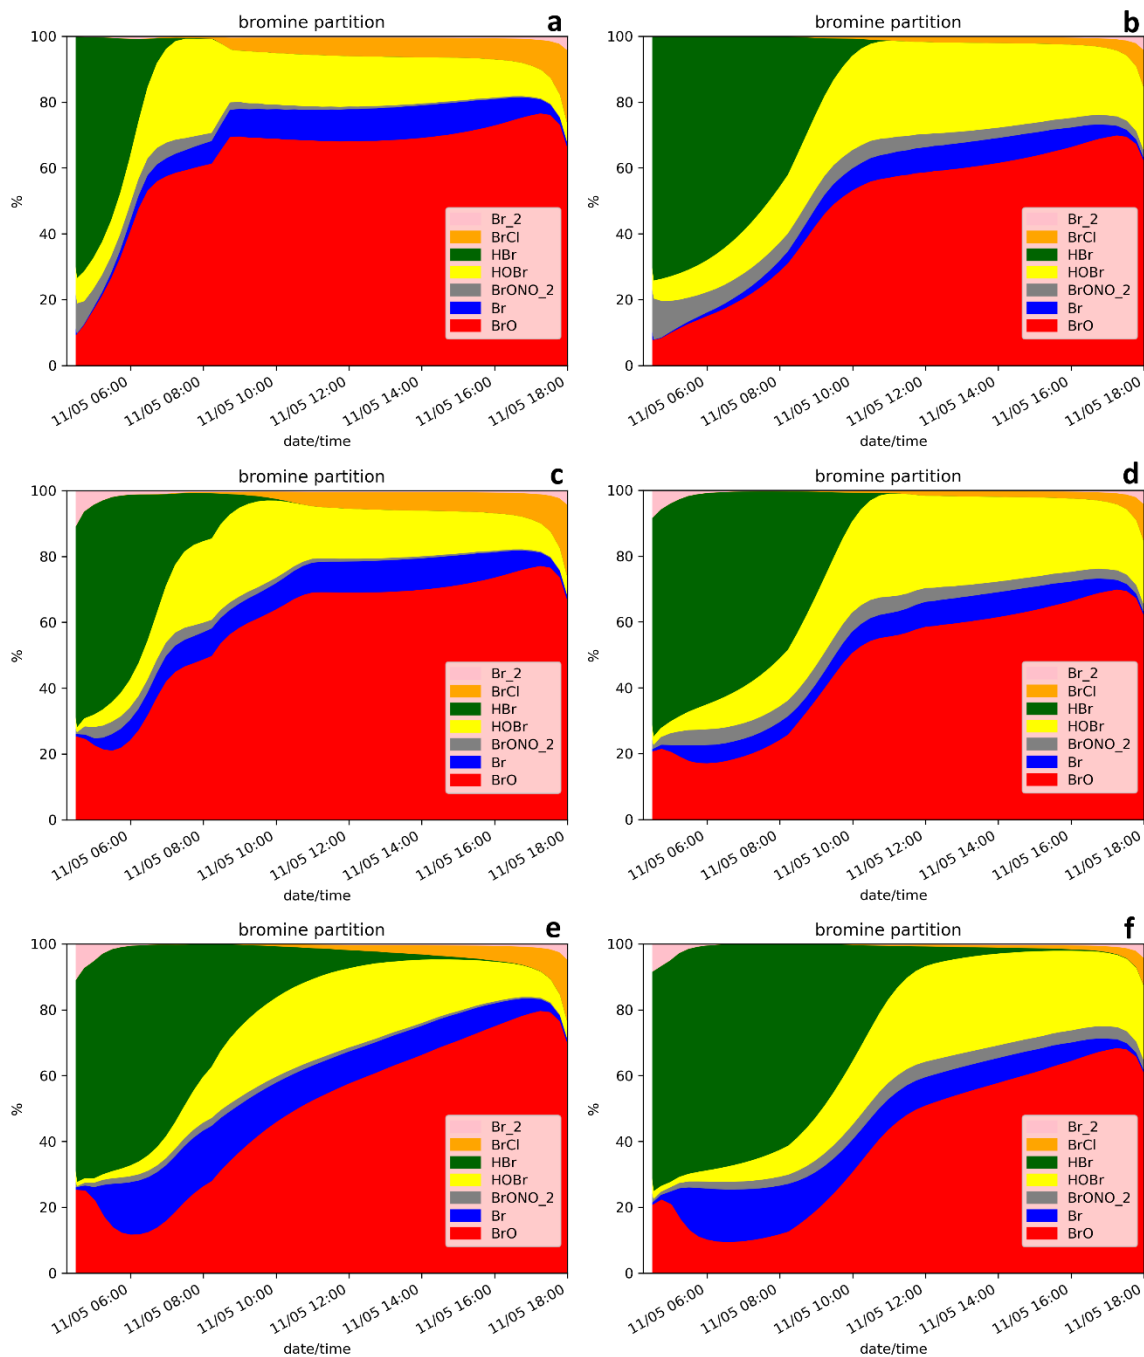 bromine partition
a
100
80
60
40
20
0
%
Br_2
BrCl
HBr
HOBr
BrONO_2
Br
BrO
11/05 06:00
11/05 08:00
11/05 10:00
11/05 12:00
11/05 14:00
11/05 16:00
11/05 18:00
date/time
bromine partition
b
100
80
60
40
20
0
%
Br_2
BrCl
HBr
HOBr
BrONO_2
Br
BrO
11/05 06:00
11/05 08:00
11/05 10:00
11/05 12:00
11/05 14:00
11/05 16:00
11/05 18:00
date/time
bromine partition
c
100
80
60
40
20
0
%
Br_2
BrCl
HBr
HOBr
BrONO_2
Br
BrO
11/05 06:00
11/05 08:00
11/05 10:00
11/05 12:00
11/05 14:00
11/05 16:00
11/05 18:00
date/time
bromine partition
d
100
80
60
40
20
0
%
Br_2
BrCl
HBr
HOBr
BrONO_2
Br
BrO
11/05 06:00
11/05 08:00
11/05 10:00
11/05 12:00
11/05 14:00
11/05 16:00
11/05 18:00
date/time
bromine partition
e
100
80
60
40
20
0
%
Br_2
BrCl
HBr
HOBr
BrONO_2
Br
BrO
11/05 06:00
11/05 08:00
11/05 10:00
11/05 12:00
11/05 14:00
11/05 16:00
11/05 18:00
date/time
bromine partition
f
100
80
60
40
20
0
%
Br_2
BrCl
HBr
HOBr
BrONO_2
Br
BrO
11/05 06:00
11/05 08:00
11/05 10:00
11/05 12:00
11/05 14:00
11/05 16:00
11/05 18:00
date/time